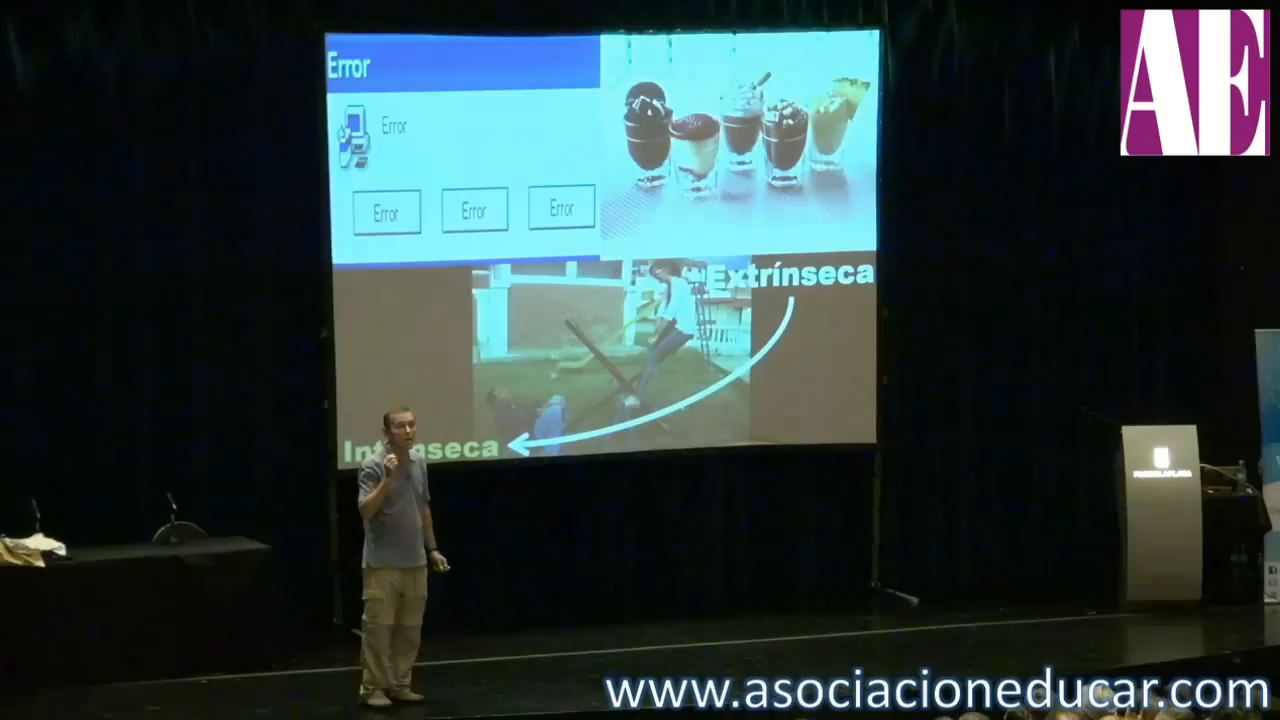 AE
Error
Error
Error
Error
Error
Extrínseca
Intrínseca
www.asociacioneducar.com